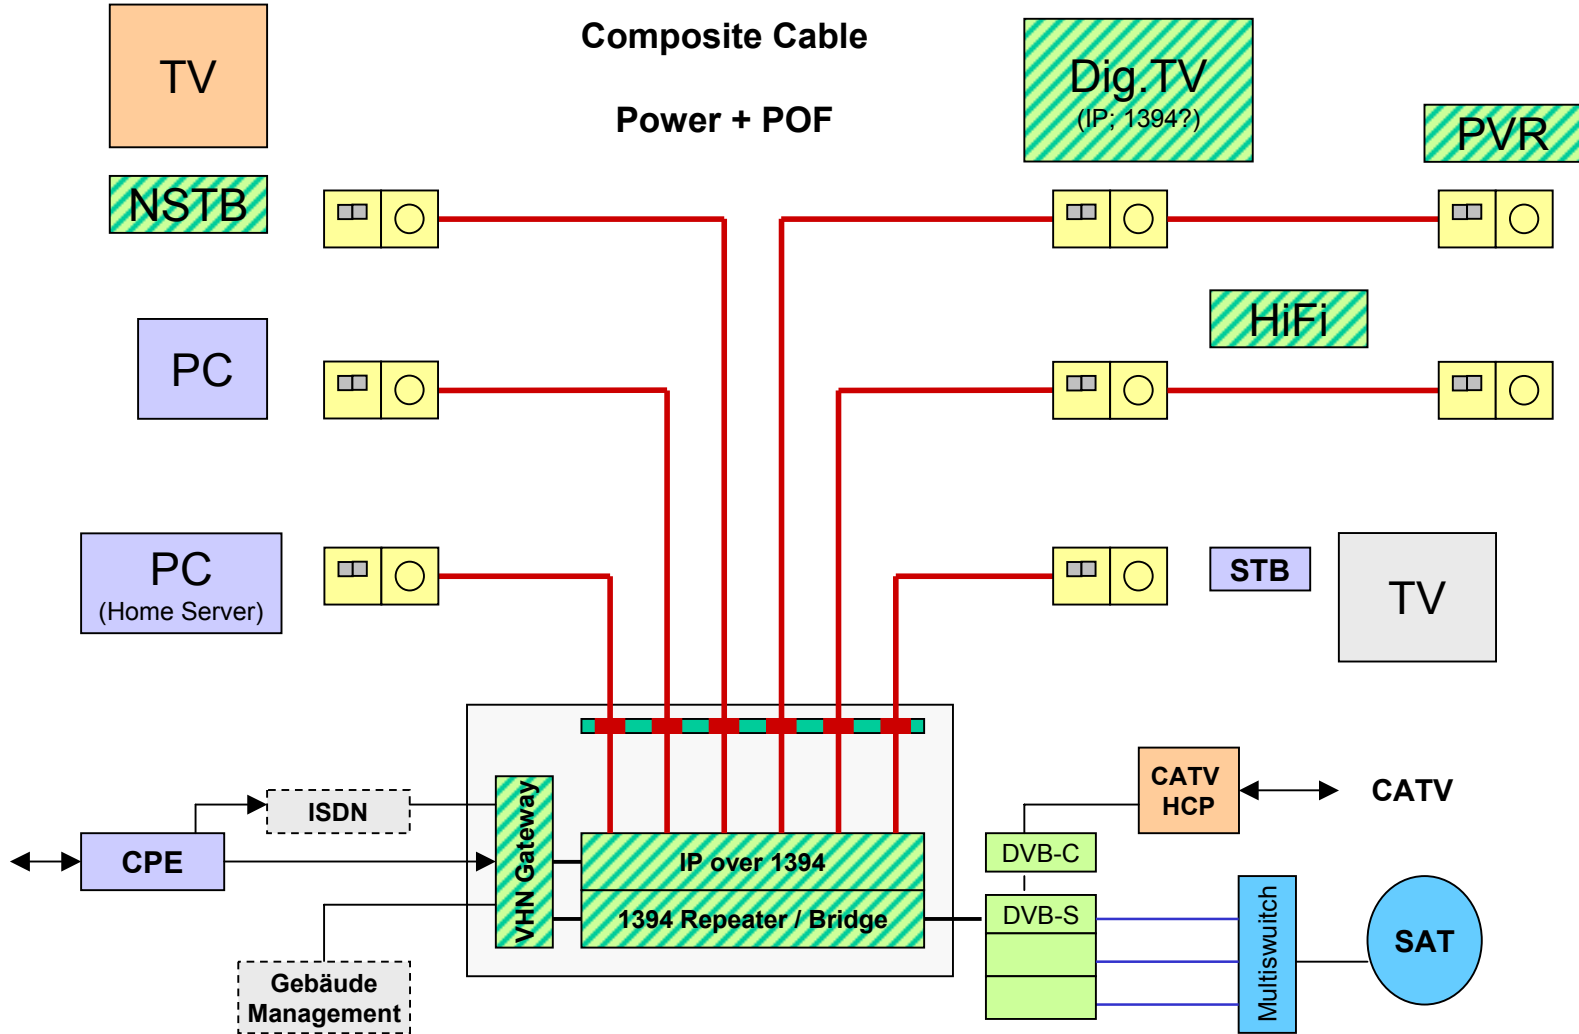 Composite Cable
Power + POF
TV
Dig.TV
(IP; 1394?)
PVR
NSTB
HiFi
PC
PC
(Home Server)
STB
TV
CATV
HCP
CATV
ISDN
CPE
VHN Gateway
IP over 1394
1394 Repeater / Bridge
DVB-C
DVB-S
Multiswuitch
SAT
Gebäude
Management